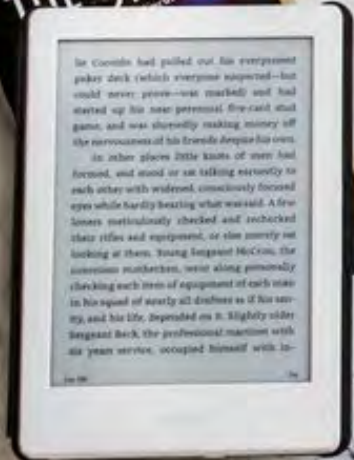 THE
lie Coombs had pulled out his everpresent
poker deck (which everyone suspected—but
could never prove—was marked) and had
started up his near-perennial five-card stud
game, and was shrewdly making money off
the nervousness of his friends despite his own.
In other places little knots of men had
formed, and stood or sat talking earnestly to
each other with widened, consciously focused
eyes while hardly hearing what was said. A few
loners meticulously checked and rechecked
their rifles and equipment, or else merely sat
looking at them. Young Sergeant McCron, the
notorious motherhen, went along personally
checking each item of equipment of each man
in his squad of nearly all draftees as if his san-
ity, and his life, depended on it. Slightly older
Sergeant Beck, the professional martinet with
six years service, occupied himself with in-